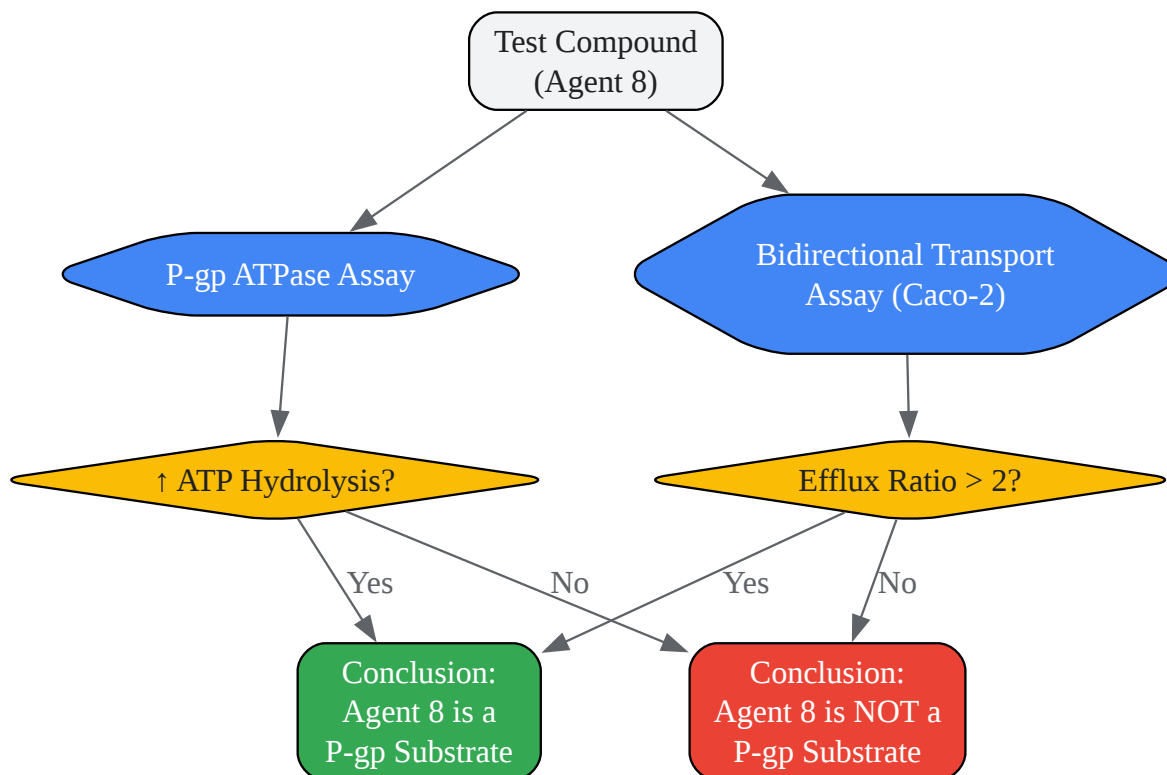 Test Compound
(Agent 8)
P-gp ATPase Assay
Bidirectional Transport
Assay (Caco-2)
↑ ATP Hydrolysis?
Efflux Ratio > 2?
Yes
No
Yes
No
Conclusion:
Agent 8 is a
P-gp Substrate
Conclusion:
Agent 8 is NOT a
P-gp Substrate